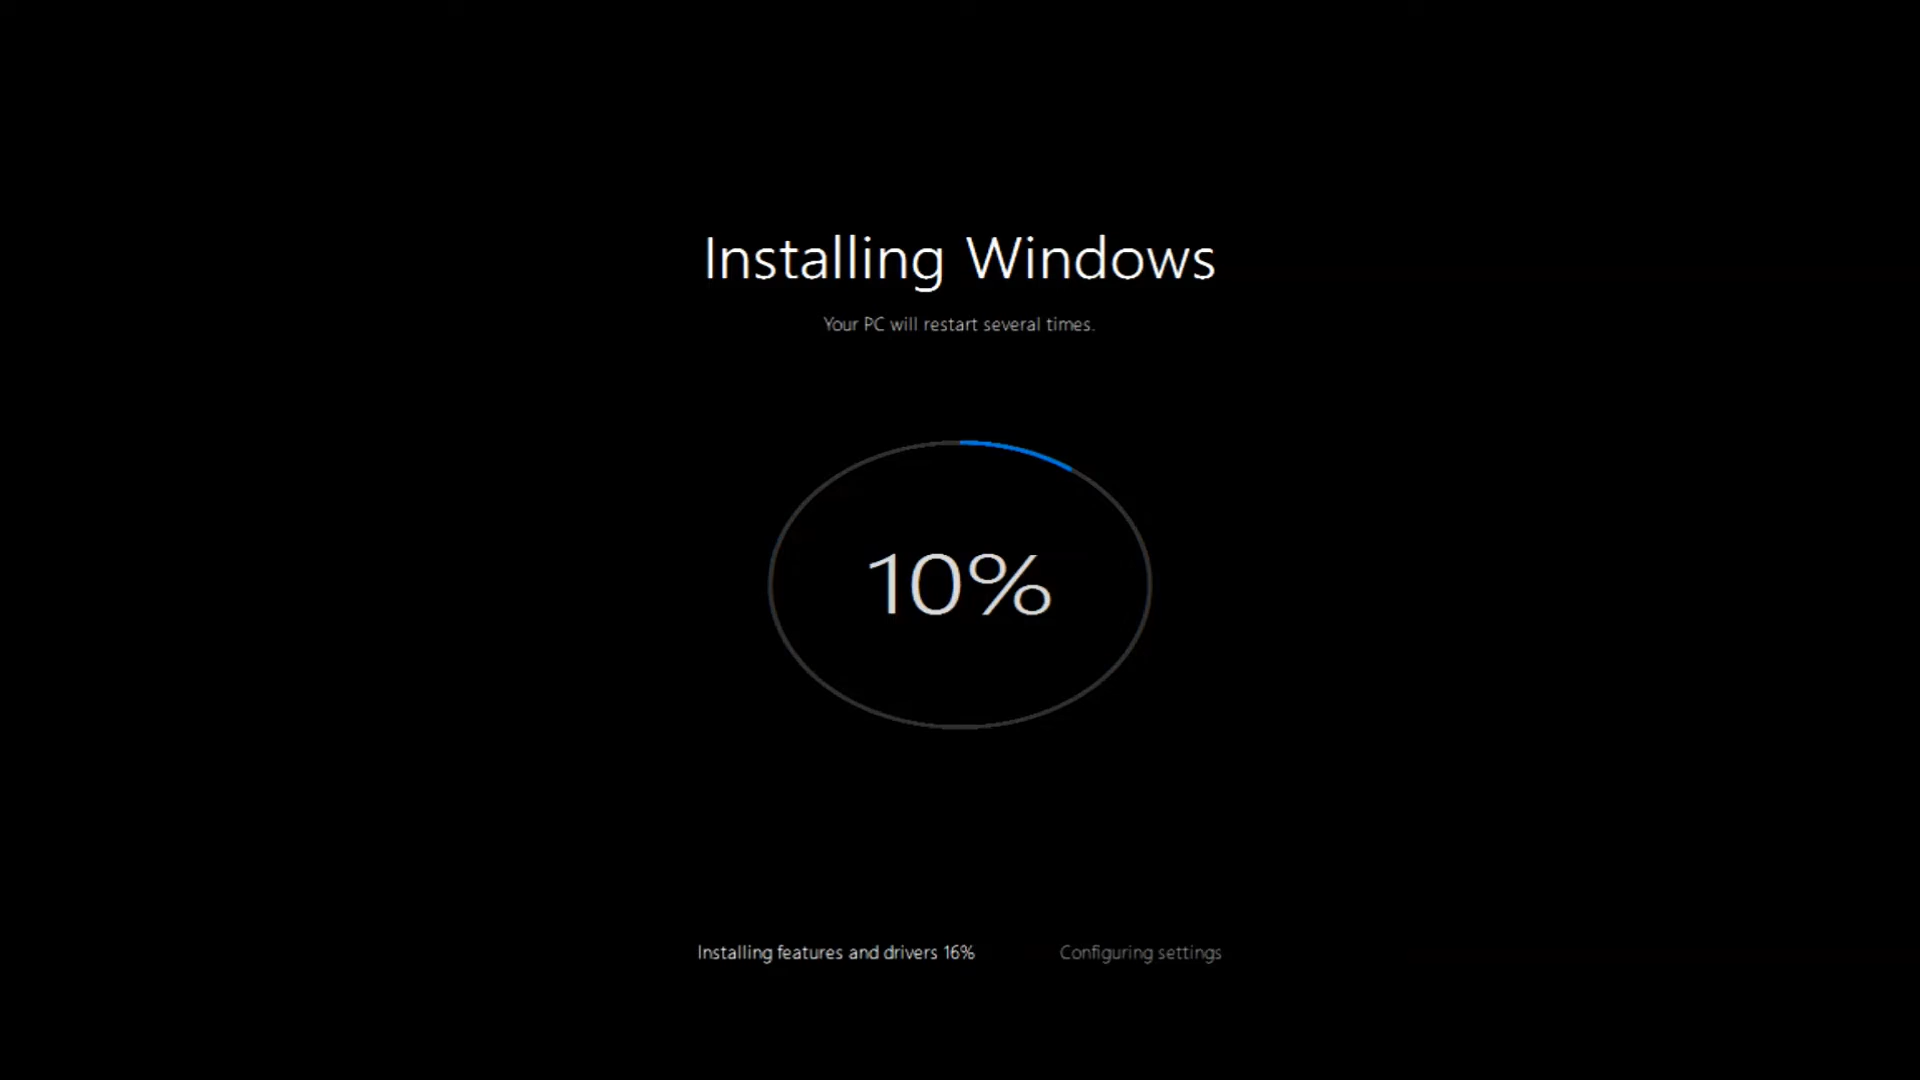 Installing Windows
Your PC will restart several times.
10%
Installing features and drivers 16%
Configuring settings